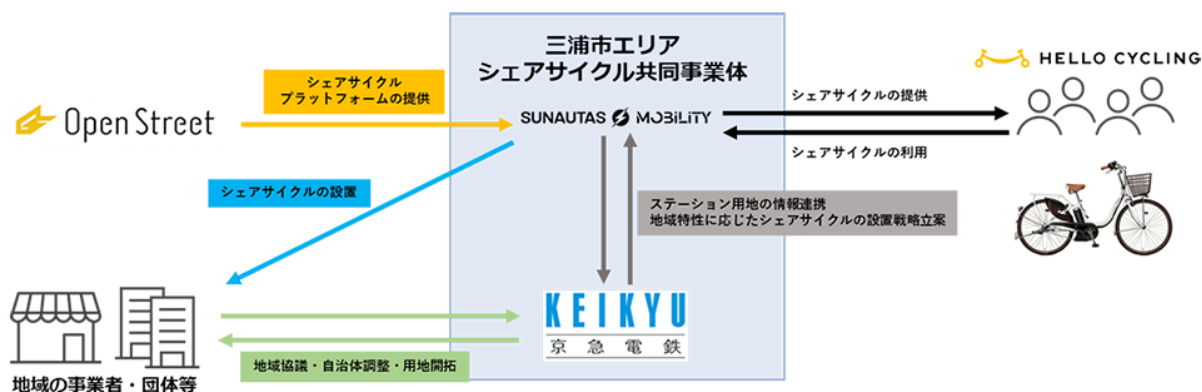 三浦市エリア
シェアサイクル共同事業体
シェアサイクル
プラットフォームの提供
Open Street
SUNAUTAS MOBILITY
HELLO CYCLING
シェアサイクルの提供
シェアサイクルの利用
シェアサイクルの設置
ステーション用地の情報連携
地域特性に応じたシェアサイクルの設置戦略立案
KEIKYU
京急電鉄
地域協議・自治体調整・用地開拓
地域の事業者・団体等